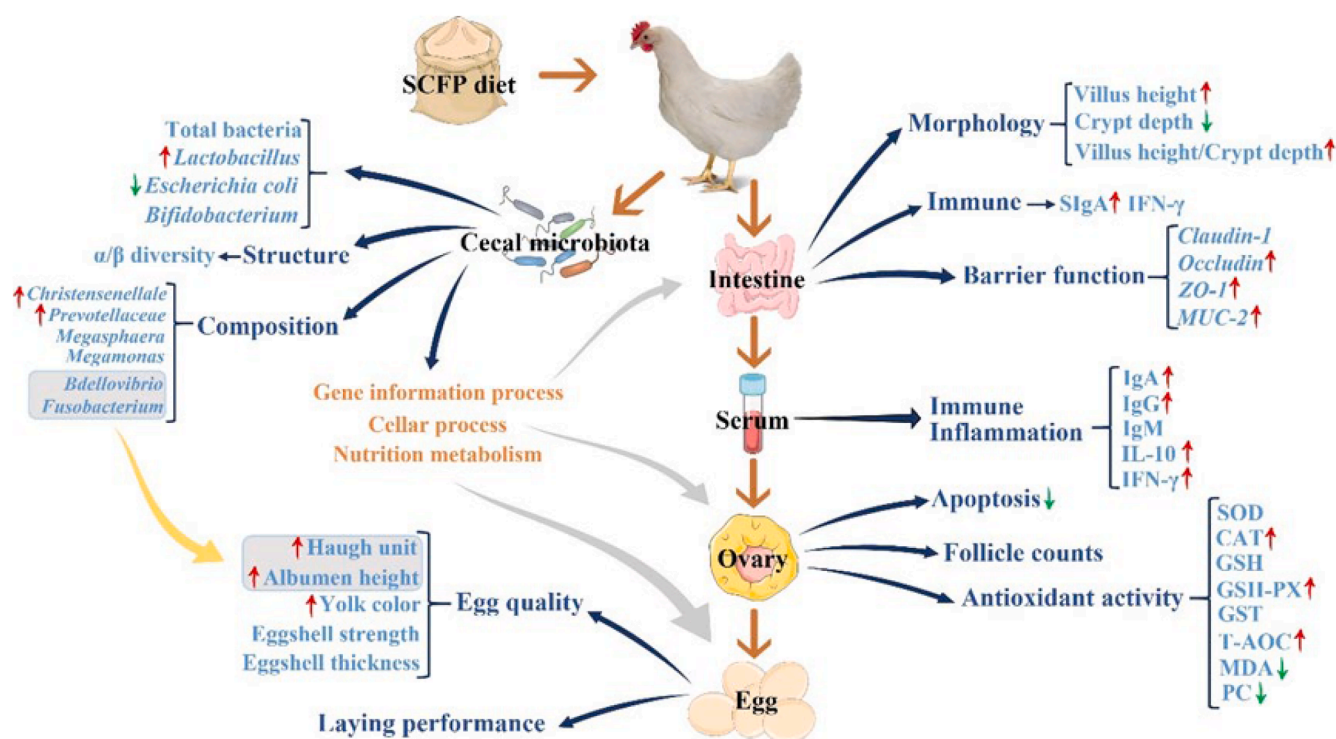 SCFP diet
Total bacteria
Lactobacillus
Escherichia coli
Bifidobacterium
Cecal microbiota
α/β diversity
Structure
Christensenellale
Prevotellaceae
Megasphaera
Megamonas
Bdellovibrio
Fusobacterium
Composition
Gene information process
Cellar process
Nutrition metabolism
Haugh unit
Albumen height
Yolk color
Eggshell strength
Eggshell thickness
Egg quality
Laying performance
Morphology
Villus height
Crypt depth
Villus height/Crypt depth
Immune
SIgA IFN-γ
Intestine
Barrier function
Claudin-1
Occludin
ZO-1
MUC-2
Serum
Immune
Inflammation
IgA
IgG
IgM
IL-10
IFN-γ
Ovary
Apoptosis
Follicle counts
Antioxidant activity
SOD
CAT
GSH
GSII-PX
GST
T-AOC
MDA
PC
Egg